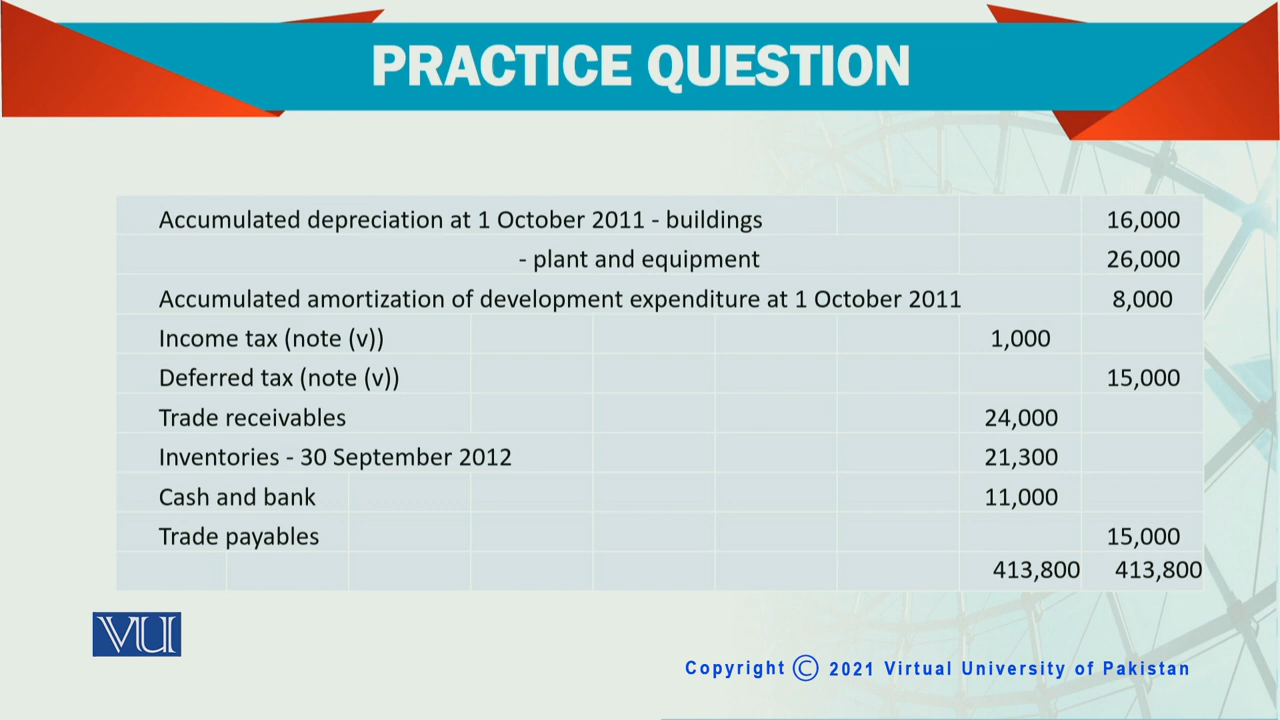 PRACTICE QUESTION
Accumulated depreciation at 1 October 2011 - buildings 16,000
- plant and equipment 26,000
Accumulated amortization of development expenditure at 1 October 2011 8,000
Income tax (note (v)) 1,000
Deferred tax (note (v)) 15,000
Trade receivables 24,000
Inventories - 30 September 2012 21,300
Cash and bank 11,000
Trade payables 15,000
413,800 413,800
VU
Copyright © 2021 Virtual University of Pakistan